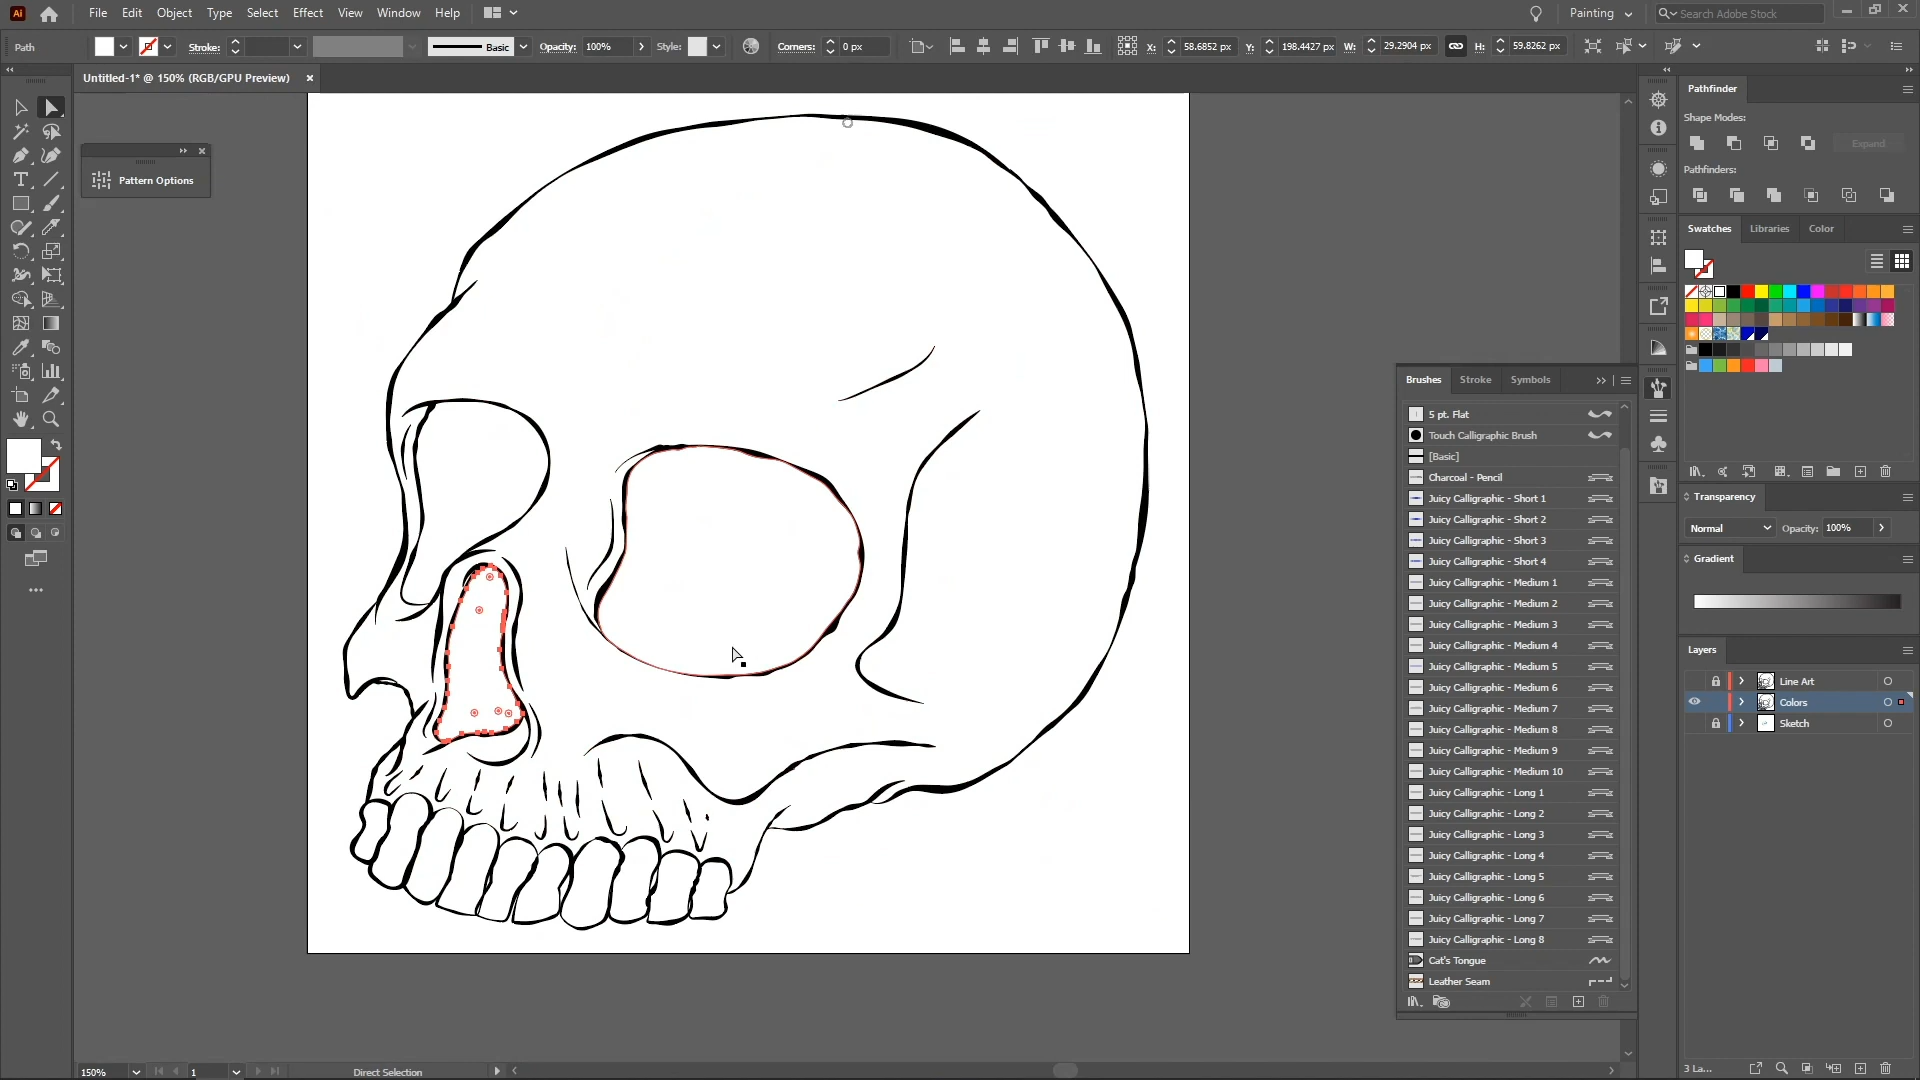 Ai File Edit Object Type Select Effect View Window Help Painting Search Adobe Stock
Path Stroke: Basic Opacity: 100% Style: Corners: 0 px X: 58.6852 px Y: 198.4427 px W: 29.2904 px H: 59.8262 px
Untitled-1* @ 150% (RGB/GPU Preview)
Pattern Options
Pathfinder
Shape Modes:
Expand
Pathfinders:
Swatches Libraries Color
Brushes Stroke Symbols
5 pt. Flat
Touch Calligraphic Brush
[Basic]
Charcoal - Pencil
Juicy Calligraphic - Short 1
Juicy Calligraphic - Short 2
Juicy Calligraphic - Short 3
Juicy Calligraphic - Short 4
Juicy Calligraphic - Medium 1
Juicy Calligraphic - Medium 2
Juicy Calligraphic - Medium 3
Juicy Calligraphic - Medium 4
Juicy Calligraphic - Medium 5
Juicy Calligraphic - Medium 6
Juicy Calligraphic - Medium 7
Juicy Calligraphic - Medium 8
Juicy Calligraphic - Medium 9
Juicy Calligraphic - Medium 10
Juicy Calligraphic - Long 1
Juicy Calligraphic - Long 2
Juicy Calligraphic - Long 3
Juicy Calligraphic - Long 4
Juicy Calligraphic - Long 5
Juicy Calligraphic - Long 6
Juicy Calligraphic - Long 7
Juicy Calligraphic - Long 8
Cat's Tongue
Leather Seam
Transparency
Normal Opacity: 100%
Gradient
Layers
Line Art
Colors
Sketch
3 La...
150% 1 Direct Selection